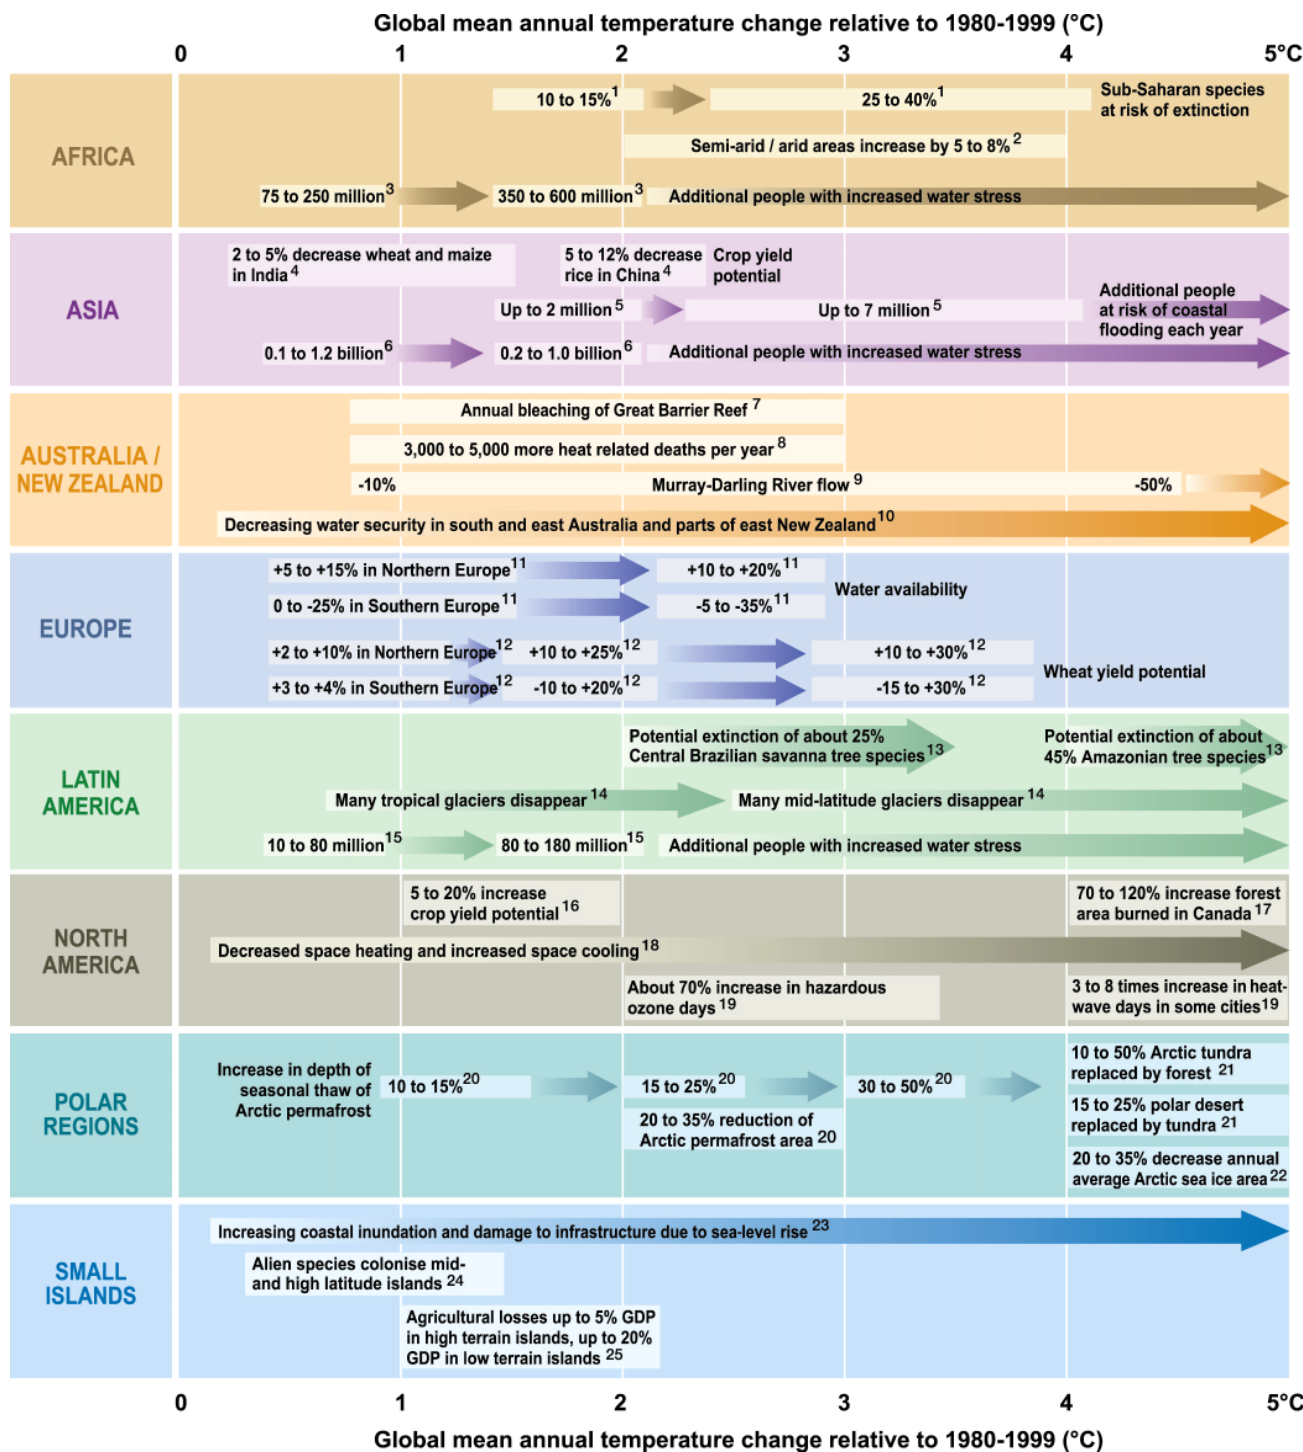 Global mean annual temperature change relative to 1980-1999 (°C)
0 1 2 3 4 5°C
AFRICA
10 to 15%1
25 to 40%1
Sub-Saharan species
at risk of extinction
Semi-arid / arid areas increase by 5 to 8%2
75 to 250 million3
350 to 600 million3
Additional people with increased water stress
ASIA
2 to 5% decrease wheat and maize
in India4
5 to 12% decrease
rice in China4
Crop yield
potential
Up to 2 million5
Up to 7 million5
Additional people
at risk of coastal
flooding each year
0.1 to 1.2 billion6
0.2 to 1.0 billion6
Additional people with increased water stress
AUSTRALIA /
NEW ZEALAND
Annual bleaching of Great Barrier Reef7
3,000 to 5,000 more heat related deaths per year8
-10%
Murray-Darling River flow9
-50%
Decreasing water security in south and east Australia and parts of east New Zealand10
EUROPE
+5 to +15% in Northern Europe11
+10 to +20%11
Water availability
0 to -25% in Southern Europe11
-5 to -35%11
+2 to +10% in Northern Europe12
+10 to +25%12
+10 to +30%12
Wheat yield potential
+3 to +4% in Southern Europe12
-10 to +20%12
-15 to +30%12
LATIN
AMERICA
Potential extinction of about 25%
Central Brazilian savanna tree species13
Potential extinction of about
45% Amazonian tree species13
Many tropical glaciers disappear14
Many mid-latitude glaciers disappear14
10 to 80 million15
80 to 180 million15
Additional people with increased water stress
NORTH
AMERICA
5 to 20% increase
crop yield potential16
70 to 120% increase forest
area burned in Canada17
Decreased space heating and increased space cooling18
About 70% increase in hazardous
ozone days19
3 to 8 times increase in heat-
wave days in some cities19
POLAR
REGIONS
Increase in depth of
seasonal thaw of
Arctic permafrost
10 to 15%20
15 to 25%20
30 to 50%20
20 to 35% reduction of
Arctic permafrost area20
10 to 50% Arctic tundra
replaced by forest21
15 to 25% polar desert
replaced by tundra21
20 to 35% decrease annual
average Arctic sea ice area22
SMALL
ISLANDS
Increasing coastal inundation and damage to infrastructure due to sea-level rise23
Alien species colonise mid-
and high latitude islands24
Agricultural losses up to 5% GDP
in high terrain islands, up to 20%
GDP in low terrain islands25
0 1 2 3 4 5°C
Global mean annual temperature change relative to 1980-1999 (°C)